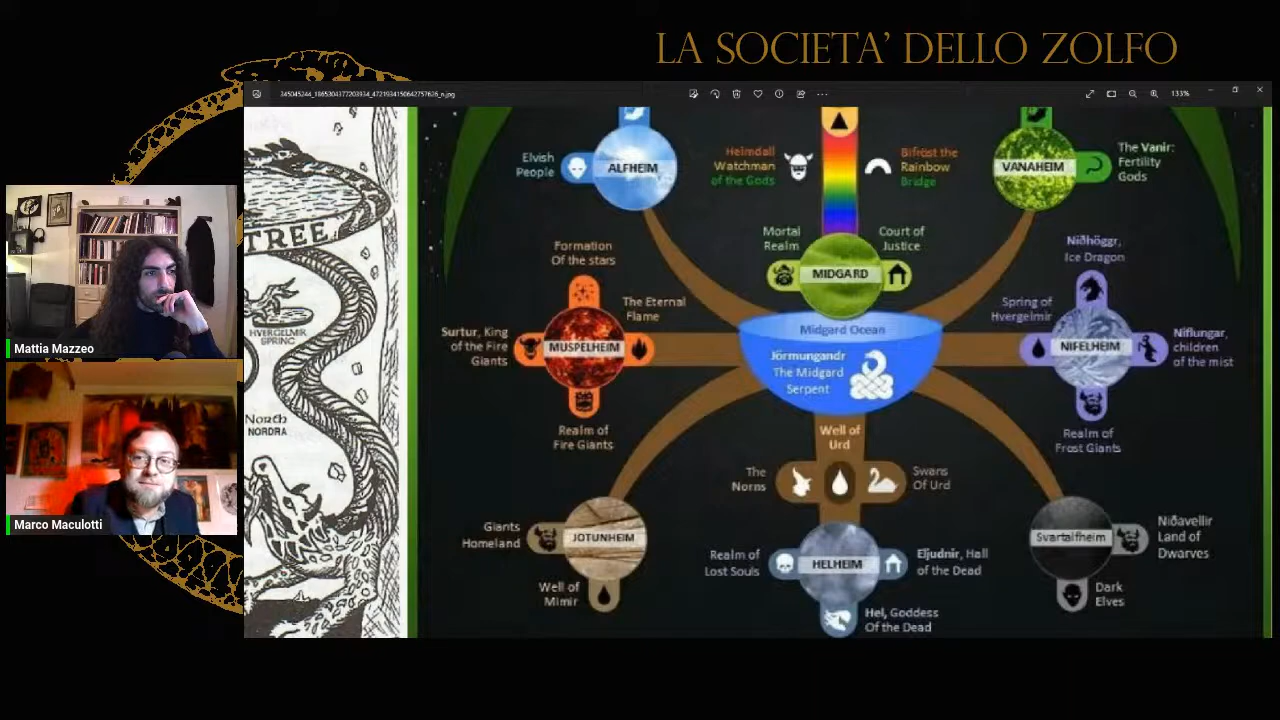 LA SOCIETA' DELLO ZOLFO
133%
TREE
HVERGELMIR
SPRING
North
NORDRA
Elvish
People
ALFHEIM
Heimdall
Watchman
of the Gods
Bifröst the
Rainbow
Bridge
VANAHEIM
The Vanir:
Fertility
Gods
Mortal
Realm
Court of
Justice
MIDGARD
Formation
Of the stars
The Eternal
Flame
Surtur, King
of the Fire
Giants
MUSPELHEIM
Realm of
Fire Giants
Midgard Ocean
Jörmungandr
The Midgard
Serpent
Niðhöggr,
Ice Dragon
Spring of
Hvergelmir
NIFELHEIM
Niflungar,
children
of the mist
Realm of
Frost Giants
Well of
Urd
The
Norns
Swans
Of Urd
Giants
Homeland
JOTUNHEIM
Well of
Mimir
Realm of
Lost Souls
HELHEIM
Eljudnir, Hall
of the Dead
Hel, Goddess
Of the Dead
Svartalfheim
Niðavellir
Land of
Dwarves
Dark
Elves
Mattia Mazzeo
Marco Maculotti